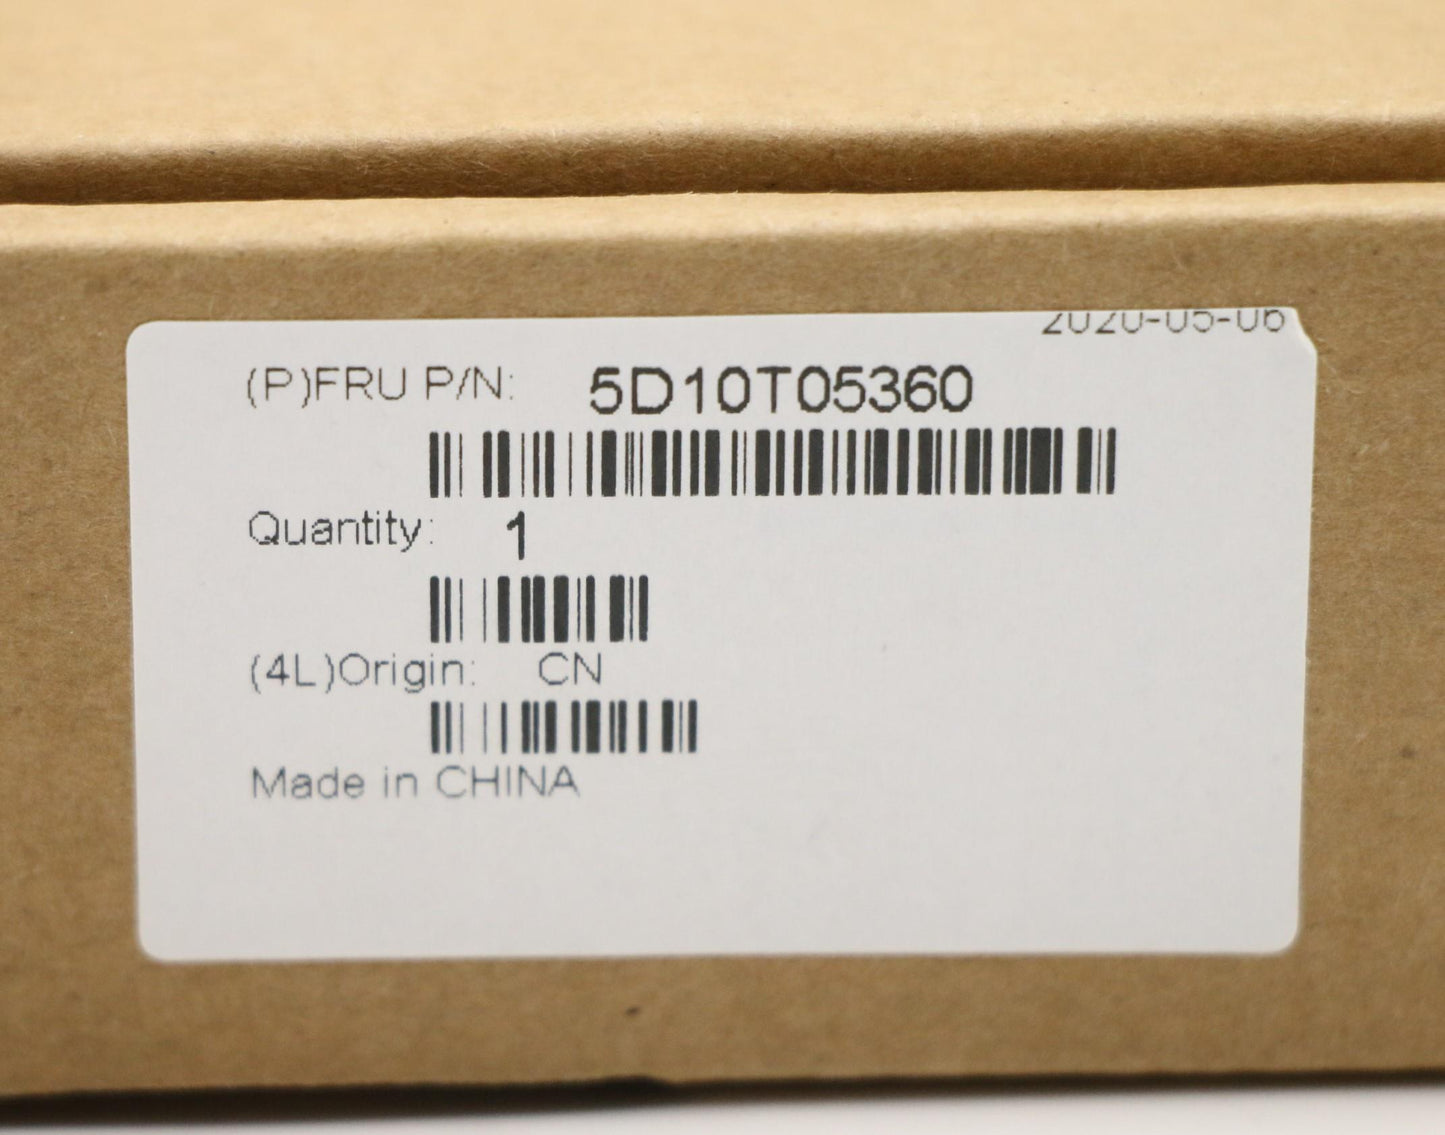 2020-05-06
(P)FRU P/N: 5D10T05360
Quantity: 1
(4L)Origin: CN
Made in CHINA